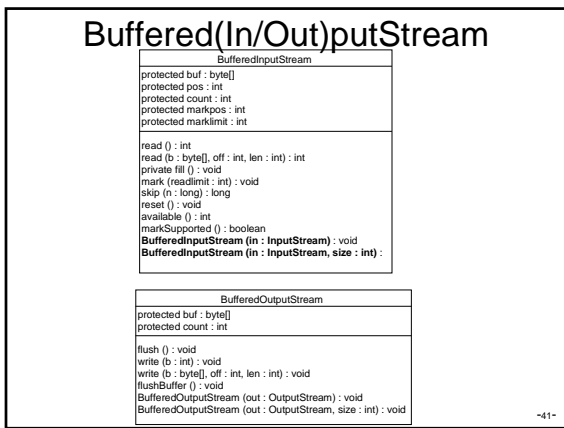 Buffered(In/Out)putStream
BufferedInputStream
protected buf : byte[]
protected pos : int
protected count : int
protected markpos : int
protected marklimit : int
read () : int
read (b : byte[], off : int, len : int) : int
private fill () : void
mark (readlimit : int) : void
skip (n : long) : long
reset () : void
available () : int
markSupported () : boolean
BufferedInputStream (in : InputStream) : void
BufferedInputStream (in : InputStream, size : int) :
BufferedOutputStream
protected buf : byte[]
protected count : int
flush () : void
write (b : int) : void
write (b : byte[], off : int, len : int) : void
flushBuffer () : void
BufferedOutputStream (out : OutputStream) : void
BufferedOutputStream (out : OutputStream, size : int) : void
-41-